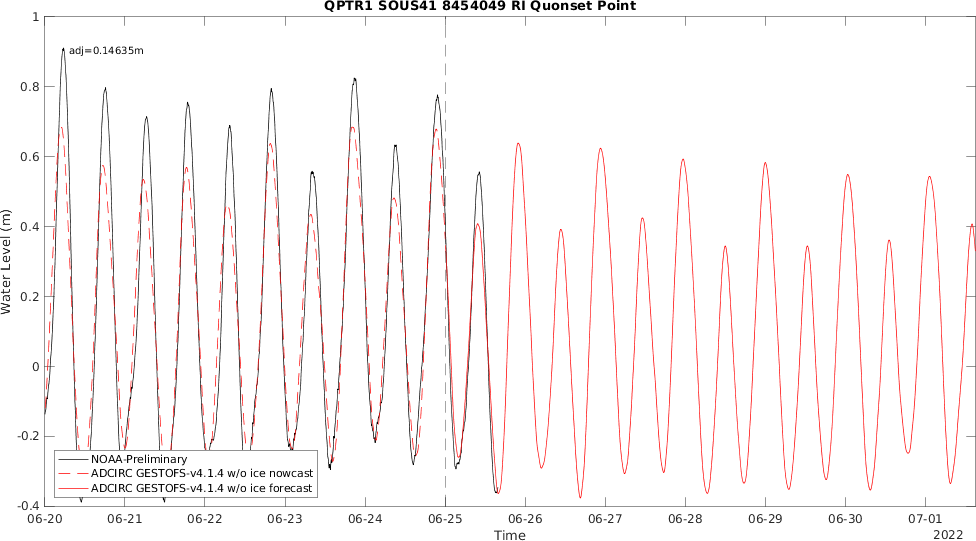 QPTR1 SOUS41 8454049 RI Quonset Point
adj=0.14635m
1
0.8
0.6
0.4
0.2
0
-0.2
-0.4
Water Level (m)
NOAA-Preliminary
ADCIRC GESTOFS-v4.1.4 w/o ice nowcast
ADCIRC GESTOFS-v4.1.4 w/o ice forecast
06-20 06-21 06-22 06-23 06-24 06-25 06-26 06-27 06-28 06-29 06-30 07-01
Time
2022